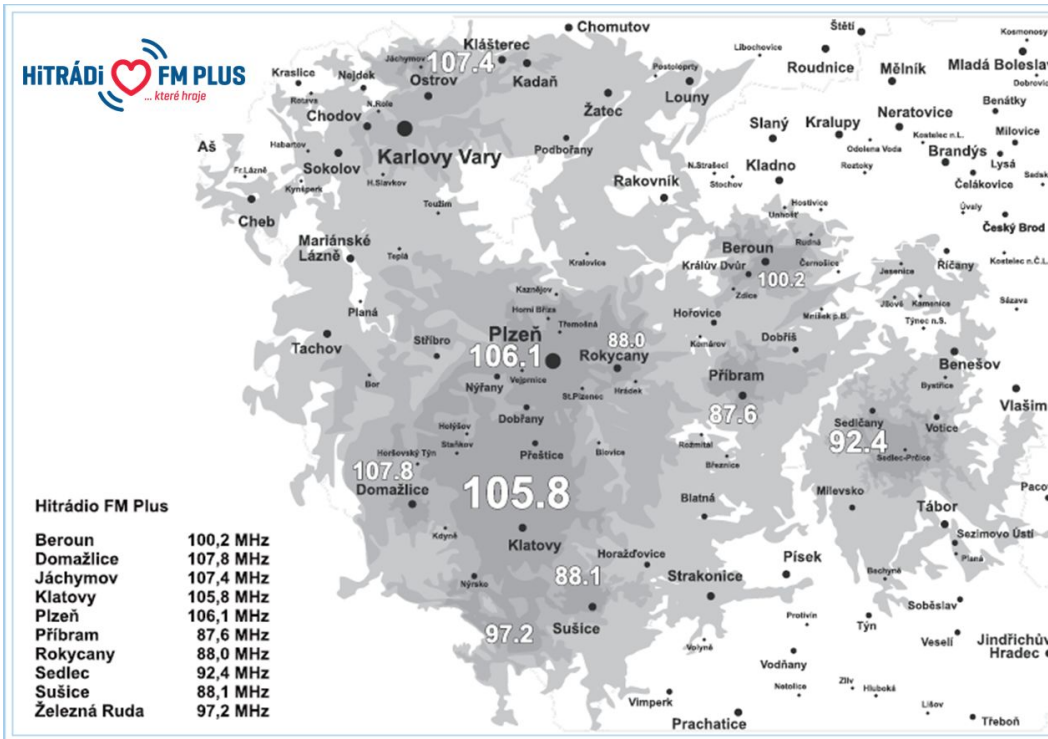 HiTRÁDi FM PLUS
... které hraje
Chomutov
Štětí
Kosmonosy
Klášterec
Libochovice
Roudnice
Jáchymov
107.4
Mladá Boleslav
Kraslice
Nejdek
Ostrov
Kadaň
Postoloprty
Mělník
Dobrovic
Rotava
N.Role
Žatec
Louny
Benátky
Chodov
Slaný
Kralupy
Neratovice
Milovice
Aš
Habartov
Karlovy Vary
Podbořany
Odolena Voda
Kostelec n.L.
Brandýs
Lysá
Fr.Lázně
Sokolov
N.Strašecí
Kladno
Roztoky
Čelákovice
Sadsk
Kynšperk
H.Slavkov
Rakovník
Stochov
Cheb
Toužim
Hostivice
Unhošť
Úvaly
Český Brod
Mariánské
Lázně
Teplá
Beroun
Rudná
Králův Dvůr
Černošice
Říčany
Kostelec n.Č.L.
Kralovice
100.2
Jesenice
Kaznějov
Zdice
Jílové
Kamenice
Sázava
Planá
Horní Bříza
Hořovice
Mníšek p.B.
Týnec n.S.
Třemošná
Plzeň
88.0
Tachov
Stříbro
106.1
Rokycany
Komárov
Dobříš
Benešov
Bor
Nýřany
Vejprnice
St.Plzenec
Hrádek
Příbram
Bystřice
Vlašim
Dobřany
87.6
Sedlčany
Votice
Holýšov
92.4
Staňkov
Přeštice
Blovice
Rožmitál
Horšovský Týn
Březnice
Sedlec-Prčice
107.8
Domažlice
105.8
Blatná
Milevsko
Pacov
Tábor
Kdyně
Klatovy
Horažďovice
Písek
Sezimovo Ústí
Planá
Nýrsko
88.1
Strakonice
Bechyně
Sušice
Protivín
Týn
Soběslav
97.2
Volyně
Veselí
Jindřichův
Hradec
Vodňany
Vimperk
Netolice
Zliv
Hluboká
Prachatice
Lišov
Třeboň
Hitrádio FM Plus
Beroun 100,2 MHz
Domažlice 107,8 MHz
Jáchymov 107,4 MHz
Klatovy 105,8 MHz
Plzeň 106,1 MHz
Příbram 87,6 MHz
Rokycany 88,0 MHz
Sedlec 92,4 MHz
Sušice 88,1 MHz
Železná Ruda 97,2 MHz